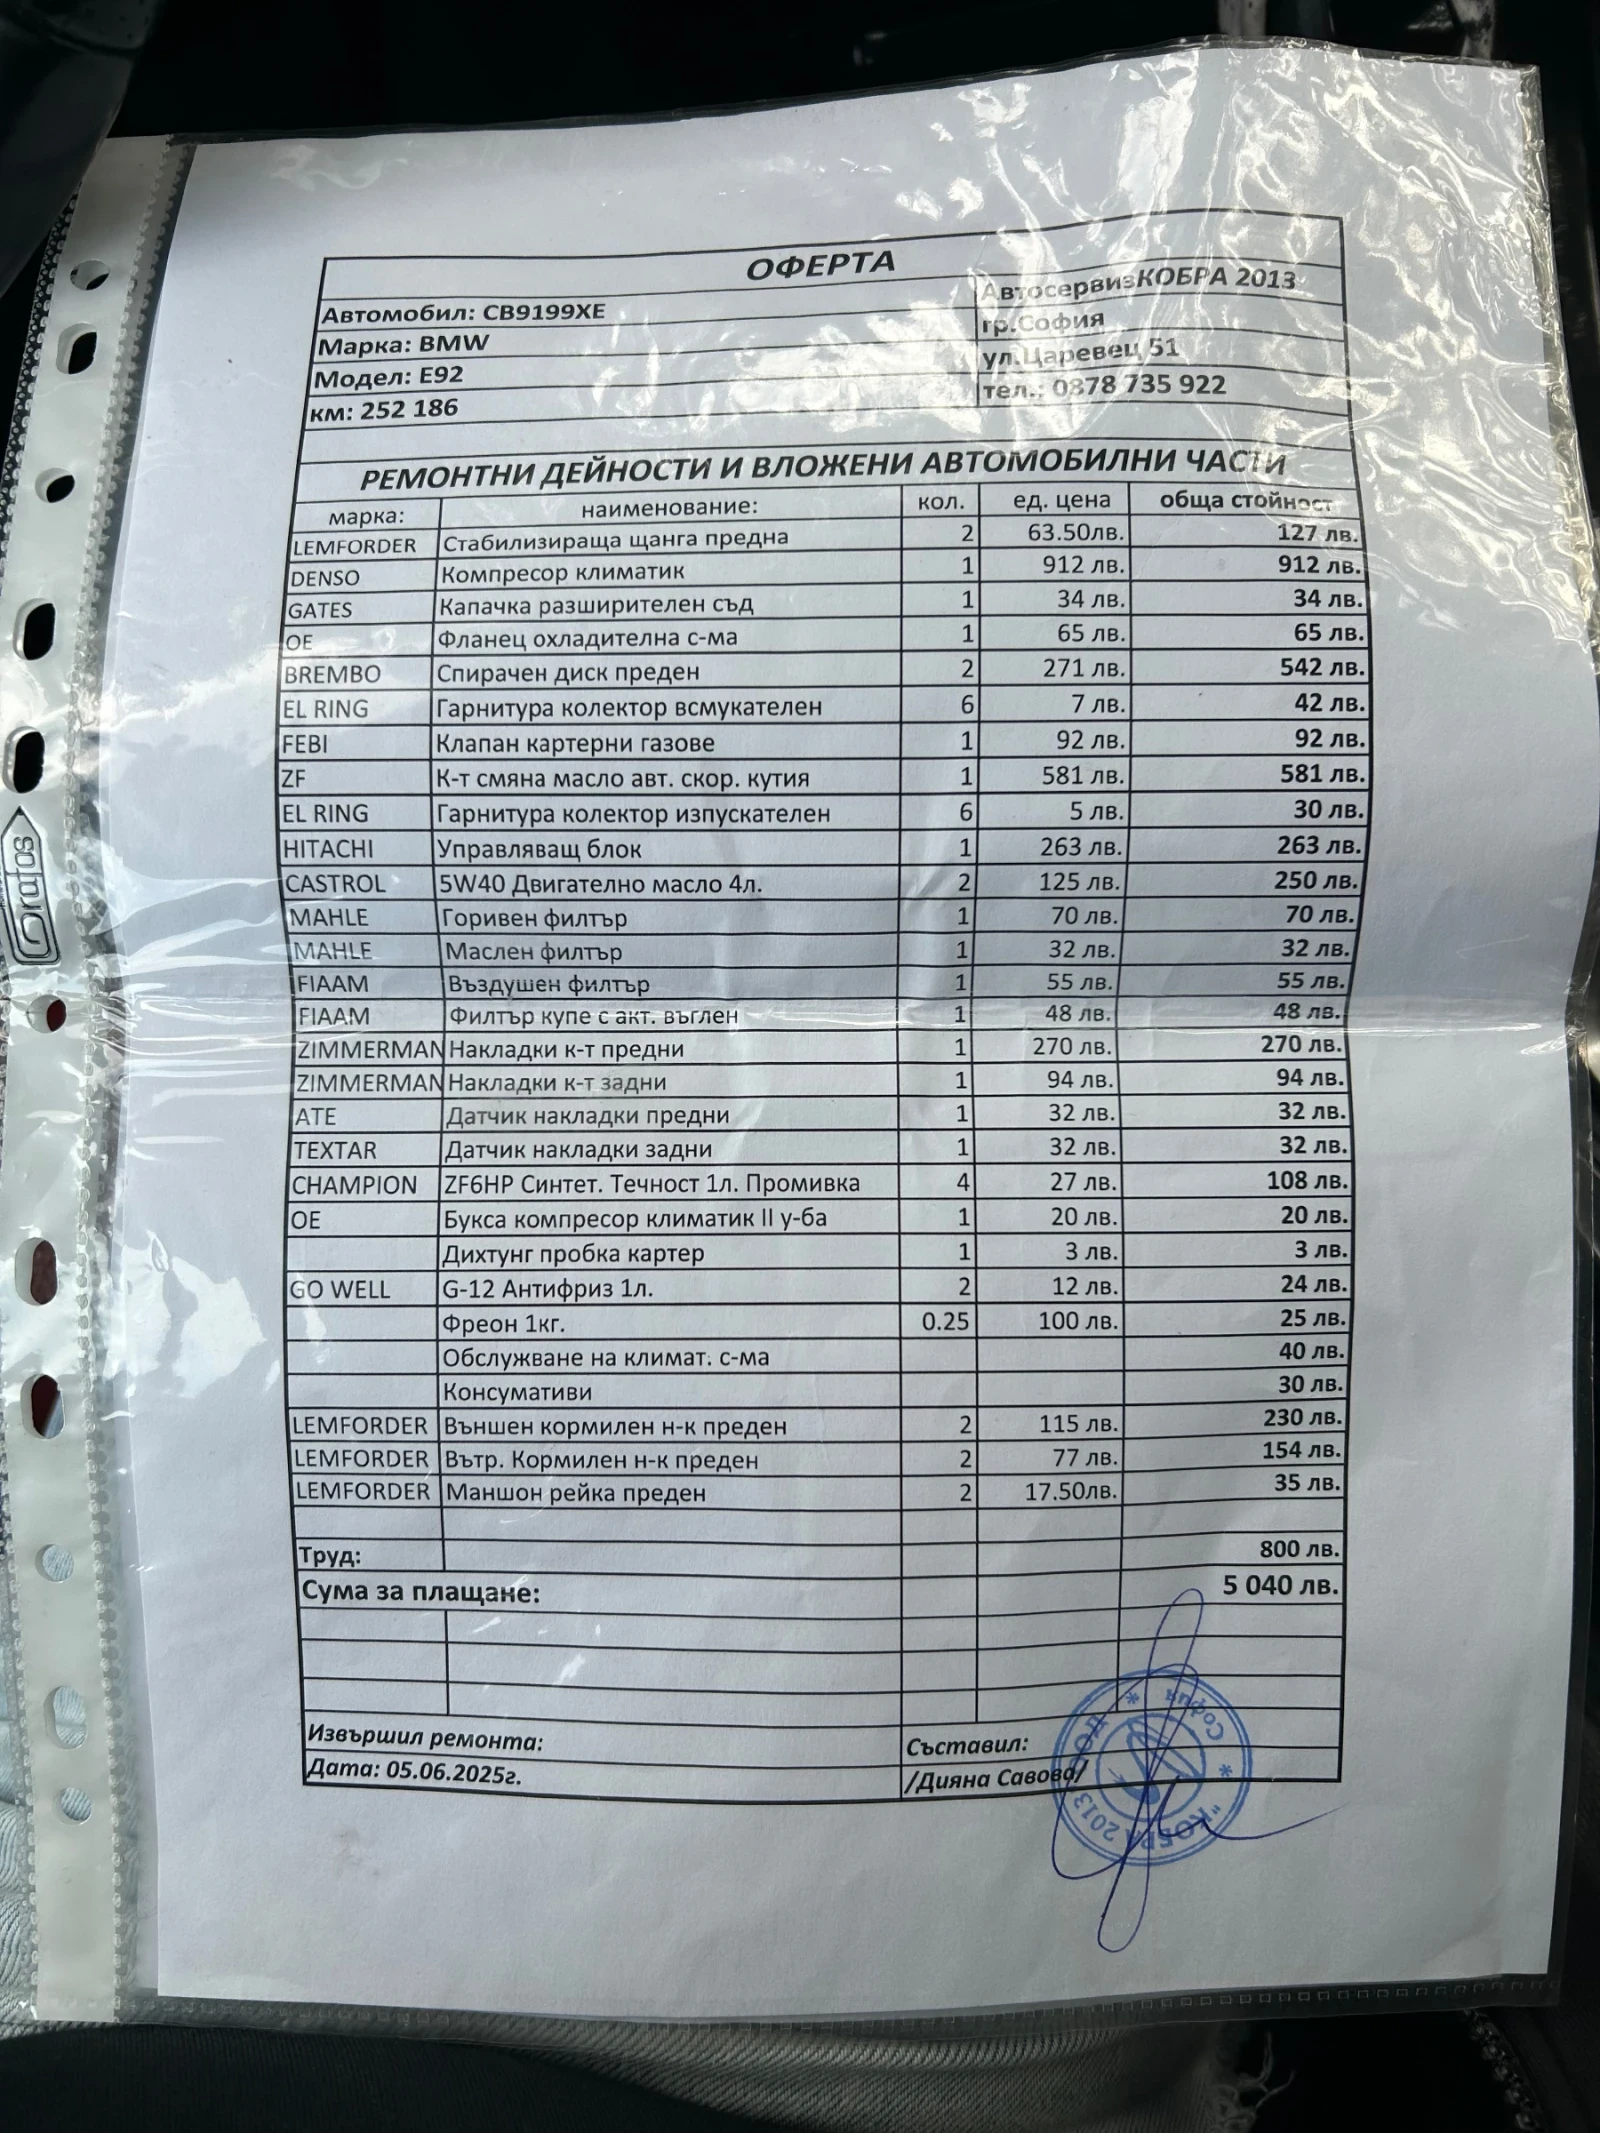 ОФЕРТА
Автомобил: СВ9199ХЕ
АвтосервизКОБРА 2013
Марка: BMW
гр.София
Модел: Е92
ул.Царевец 51
км: 252 186
тел.: 0878 735 922
РЕМОНТНИ ДЕЙНОСТИ И ВЛОЖЕНИ АВТОМОБИЛНИ ЧАСТИ
марка: наименование: кол. ед. цена обща стойност
LEMFORDER Стабилизираща щанга предна 2 63.50лв. 127 лв.
DENSO Компресор климатик 1 912 лв. 912 лв.
GATES Капачка разширителен съд 1 34 лв. 34 лв.
OE Фланец охладителна с-ма 1 65 лв. 65 лв.
BREMBO Спирачен диск преден 2 271 лв. 542 лв.
EL RING Гарнитура колектор всмукателен 6 7 лв. 42 лв.
FEBI Клапан картерни газове 1 92 лв. 92 лв.
ZF К-т смяна масло авт. скор. кутия 1 581 лв. 581 лв.
EL RING Гарнитура колектор изпускателен 6 5 лв. 30 лв.
HITACHI Управляващ блок 1 263 лв. 263 лв.
CASTROL 5W40 Двигателно масло 4л. 2 125 лв. 250 лв.
MAHLE Горивен филтър 1 70 лв. 70 лв.
MAHLE Маслен филтър 1 32 лв. 32 лв.
FIAAM Въздушен филтър 1 55 лв. 55 лв.
FIAAM Филтър купе с акт. въглен 1 48 лв. 48 лв.
ZIMMERMAN Накладки к-т предни 1 270 лв. 270 лв.
ZIMMERMAN Накладки к-т задни 1 94 лв. 94 лв.
ATE Датчик накладки предни 1 32 лв. 32 лв.
TEXTAR Датчик накладки задни 1 32 лв. 32 лв.
CHAMPION ZF6HP Синтет. Течност 1л. Промивка 4 27 лв. 108 лв.
OE Букса компресор климатик II у-ба 1 20 лв. 20 лв.
Дихтунг пробка картер 1 3 лв. 3 лв.
GO WELL G-12 Антифриз 1л. 2 12 лв. 24 лв.
Фреон 1кг. 0.25 100 лв. 25 лв.
Обслужване на климат. с-ма 40 лв.
Консумативи 30 лв.
LEMFORDER Външен кормилен н-к преден 2 115 лв. 230 лв.
LEMFORDER Вътр. Кормилен н-к преден 2 77 лв. 154 лв.
LEMFORDER Маншон рейка преден 2 17.50лв. 35 лв.
Труд: 800 лв.
Сума за плащане: 5 040 лв.
Извършил ремонта:
Съставил:
Дата: 05.06.2025г.
/Дияна Савова/
"КОБРА 2013" ООД * София *
Grafos